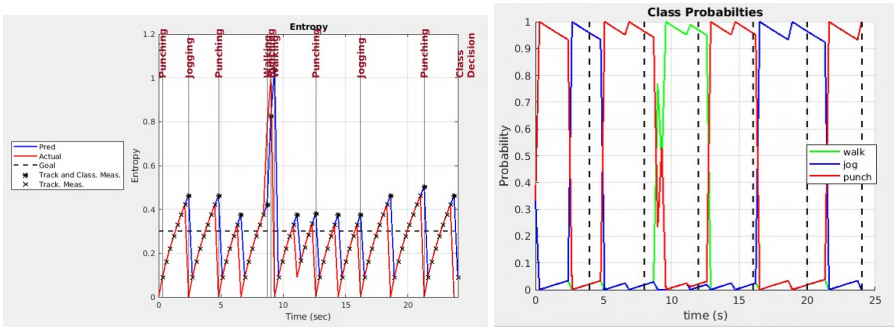 Entropy
Punching
Jogging
Punching
Walking
Walking
Punching
Jogging
Punching
Class
Decision
1.2
1
0.8
0.6
0.4
0.2
0
Entropy
0
5
10
15
20
Time (sec)
Pred
Actual
Goal
Track and Class. Meas.
Track. Meas.
Class Probabilties
1
0.9
0.8
0.7
0.6
0.5
0.4
0.3
0.2
0.1
0
Probability
0
5
10
15
20
25
time (s)
walk
jog
punch